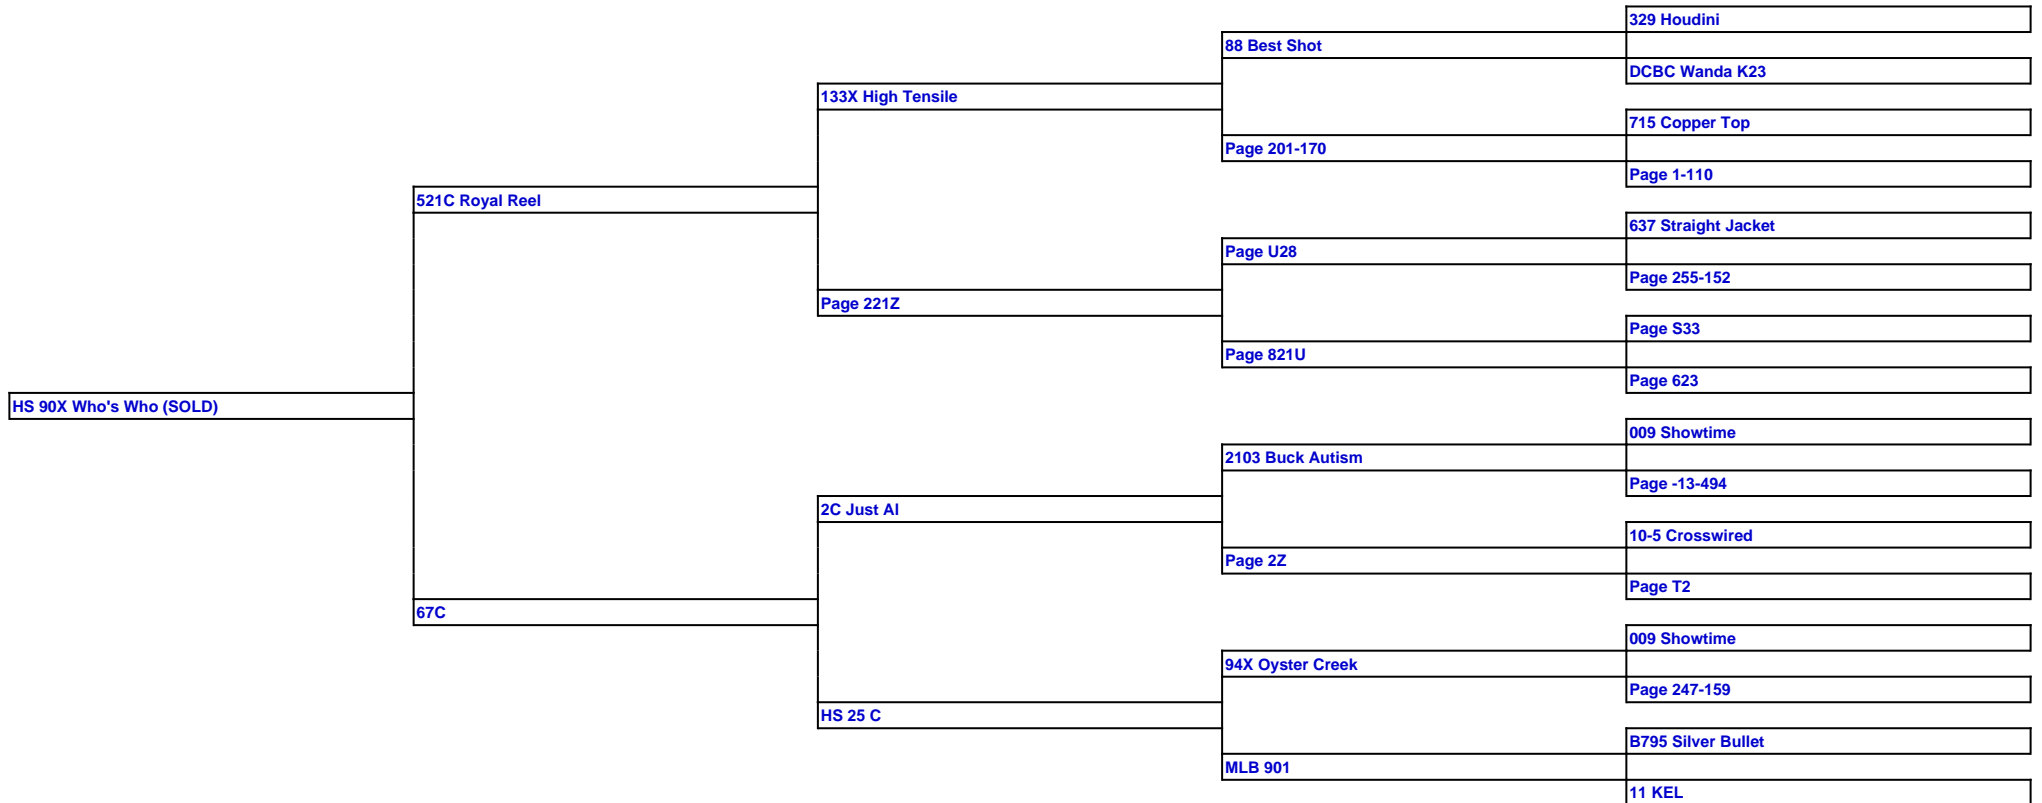 329 Houdini
88 Best Shot
DCBC Wanda K23
133X High Tensile
715 Copper Top
Page 201-170
Page 1-110
521C Royal Reel
637 Straight Jacket
Page U28
Page 255-152
Page 221Z
Page S33
Page 821U
Page 623
HS 90X Who's Who (SOLD)
009 Showtime
2103 Buck Autism
Page -13-494
2C Just Al
10-5 Crosswired
Page 2Z
Page T2
67C
009 Showtime
94X Oyster Creek
Page 247-159
HS 25 C
B795 Silver Bullet
MLB 901
11 KEL